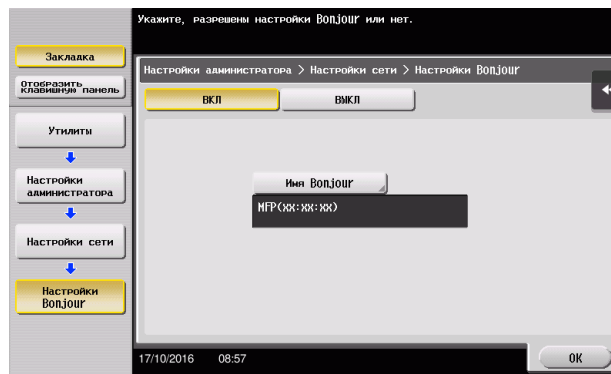 Укажите, разрешены настройки Bonjour или нет.
Закладка
Отобразить
клавишную панель
Утилиты
Настройки
администратора
Настройки сети
Настройки
Bonjour
Настройки администратора > Настройки сети > Настройки Bonjour
ВКЛ
ВЫКЛ
Имя Bonjour
MFP(xx:xx:xx)
17/10/2016 08:57
OK